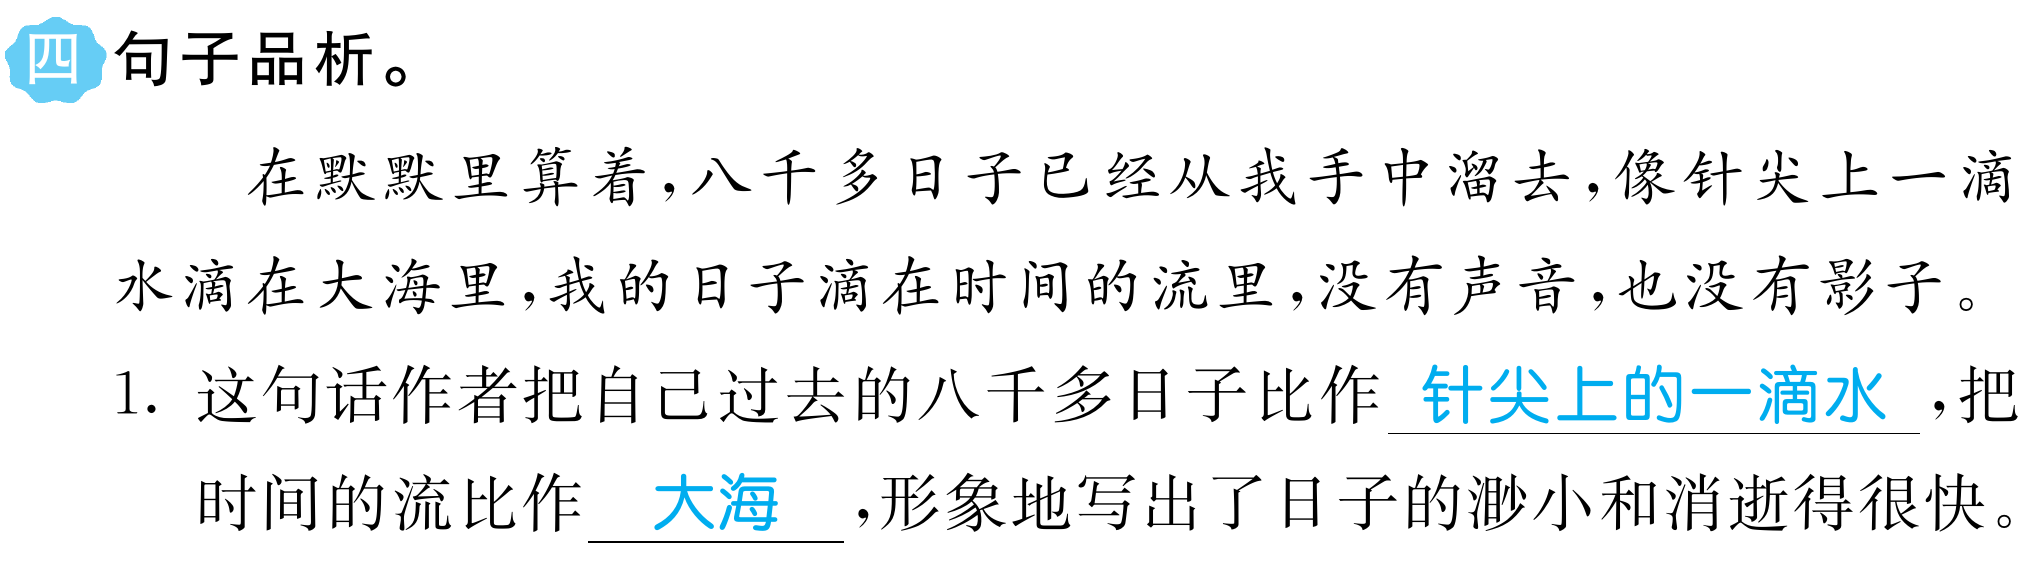 四 句子品析。
在默默里算着,八千多日子已经从我手中溜去,像针尖上一滴
水滴在大海里,我的日子滴在时间的流里,没有声音,也没有影子。
1. 这句话作者把自己过去的八千多日子比作 针尖上的一滴水 ,把
时间的流比作 大海 ,形象地写出了日子的渺小和消逝得很快。